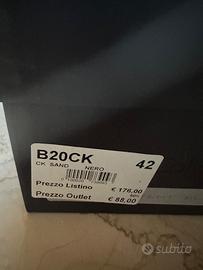 B20CK 42
CK SAND NERO
Prezzo Listino € 176,00
Prezzo Outlet € 88,00
subito